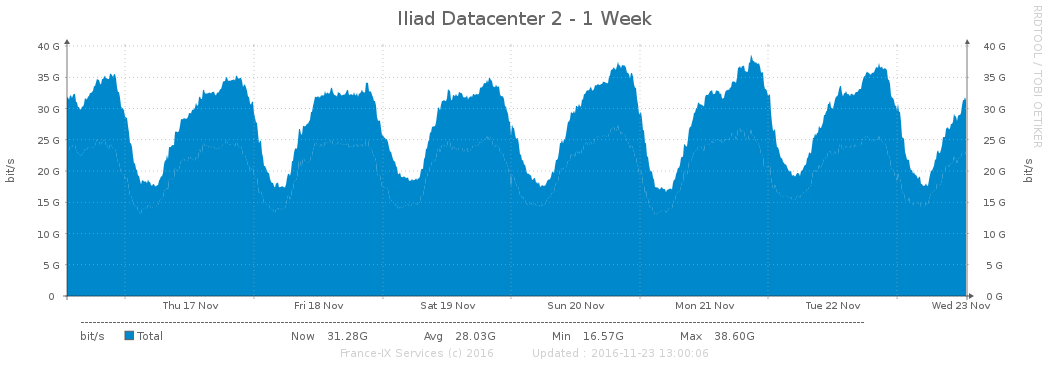 Iliad Datacenter 2 - 1 Week
RRDTOOL / TOBI OETIKER
40 G 40 G
35 G 35 G
30 G 30 G
25 G 25 G
20 G 20 G
15 G 15 G
10 G 10 G
5 G 5 G
0 0 G
bit/s
bit/s
Thu 17 Nov Fri 18 Nov Sat 19 Nov Sun 20 Nov Mon 21 Nov Tue 22 Nov Wed 23 Nov
bit/s Total Now 31.28G Avg 28.03G Min 16.57G Max 38.60G
France-IX Services (c) 2016 Updated : 2016-11-23 13:00:06